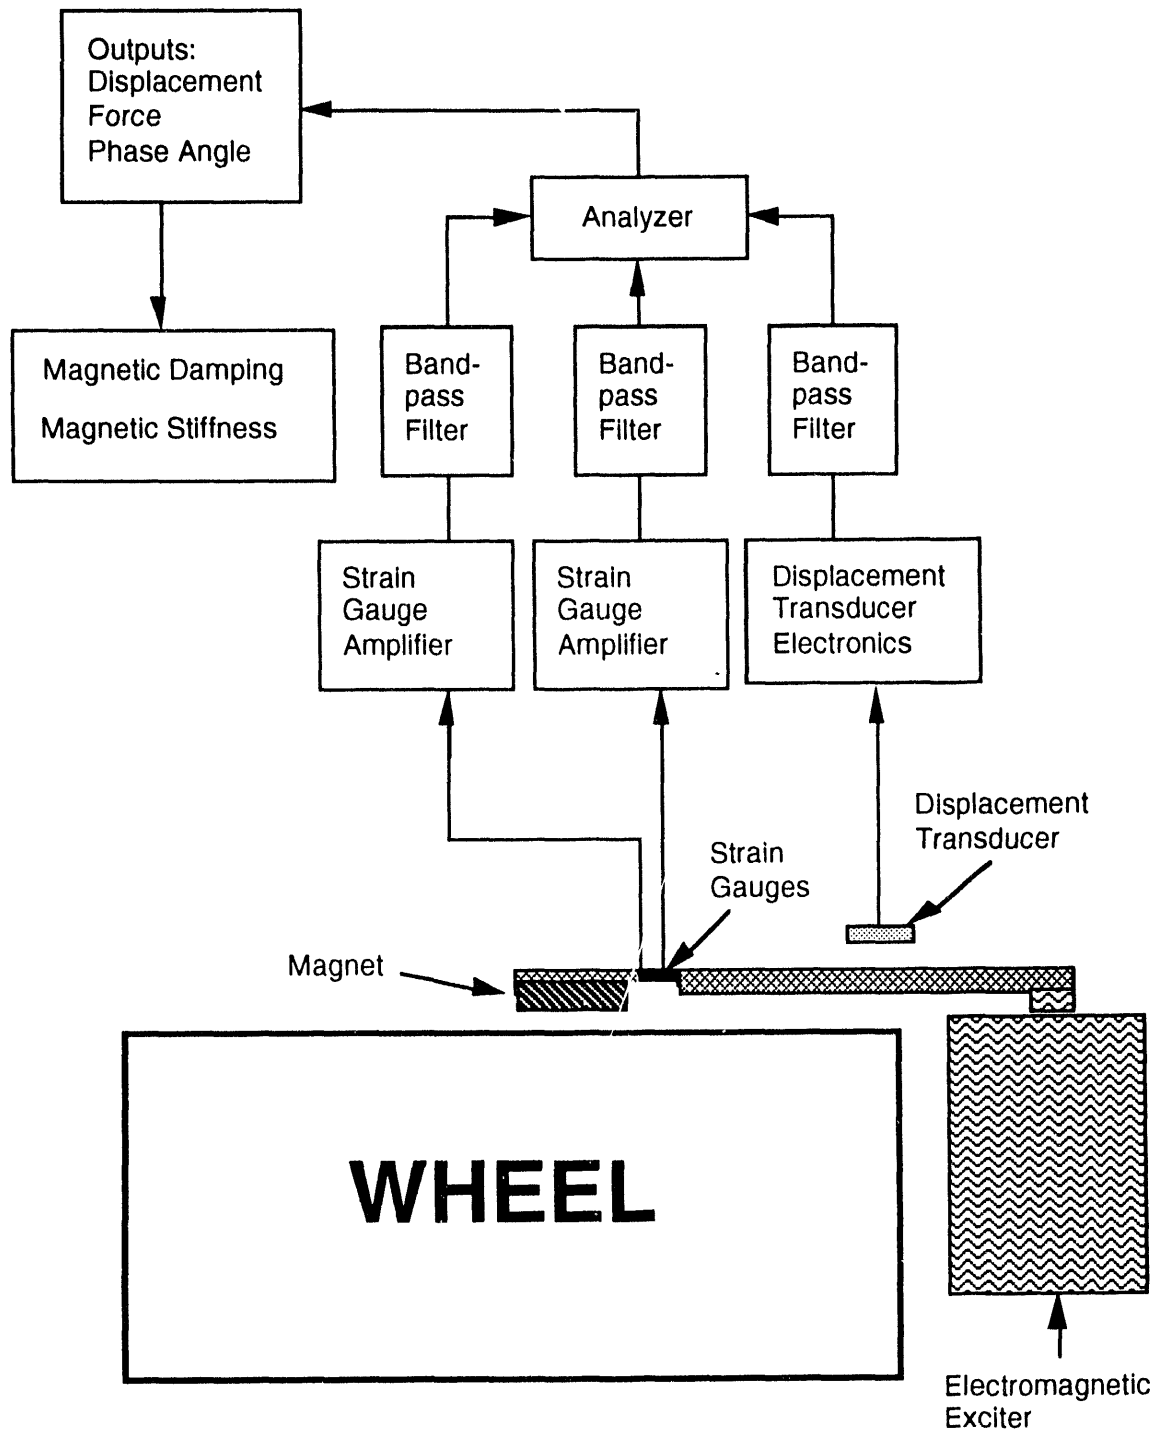 Outputs:
Displacement
Force
Phase Angle
Analyzer
Magnetic Damping
Magnetic Stiffness
Band-
pass
Filter
Band-
pass
Filter
Band-
pass
Filter
Strain
Gauge
Amplifier
Strain
Gauge
Amplifier
Displacement
Transducer
Electronics
Displacement
Transducer
Strain
Gauges
Magnet
WHEEL
Electromagnetic
Exciter